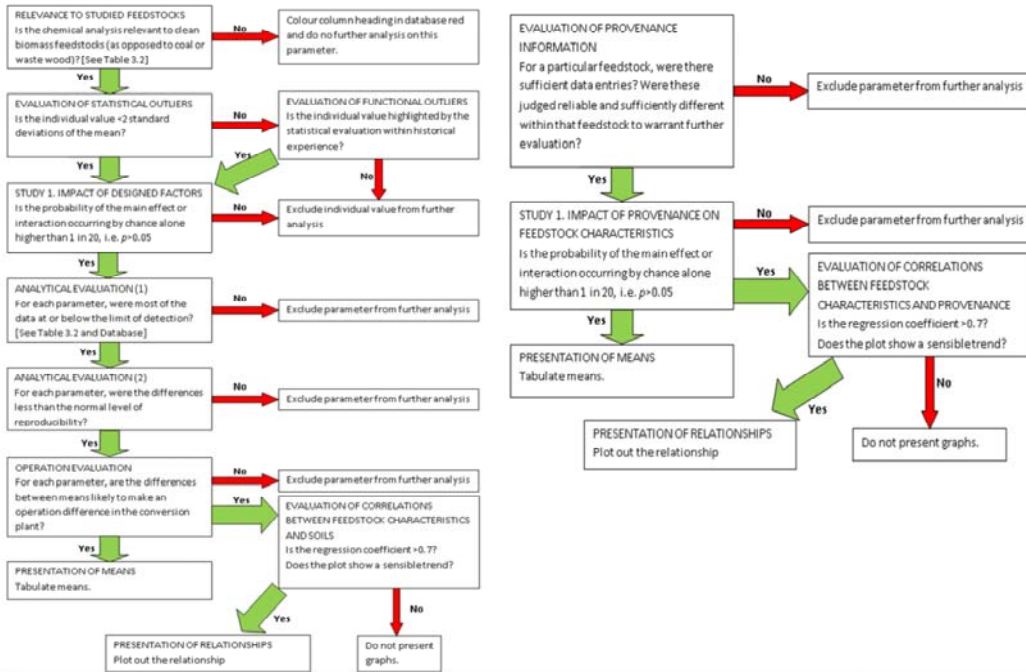 RELEVANCE TO STUDIED FEEDSTOCKS
Is the chemical analysis relevant to clean
biomass feedstocks (as opposed to coal or
waste wood)? [See Table 3.2]
No
Colour column heading in database red
and do no further analysis on this
parameter.
Yes
EVALUATION OF STATISTICAL OUTLIERS
Is the individual value <2 standard
deviations of the mean?
No
EVALUATION OF FUNCTIONAL OUTLIERS
Is the individual value highlighted by the
statistical evaluation within historical
experience?
Yes
Yes
No
STUDY 1. IMPACT OF DESIGNED FACTORS
Is the probability of the main effect or
interaction occurring by chance alone
higher than 1 in 20, i.e. p>0.05
No
Exclude individual value from further
analysis
Yes
ANALYTICAL EVALUATION (1)
For each parameter, were most of the
data at or below the limit of detection?
[See Table 3.2 and Database]
No
Exclude parameter from further analysis
Yes
ANALYTICAL EVALUATION (2)
For each parameter, were the differences
less than the normal level of
reproducibility?
No
Exclude parameter from further analysis
Yes
OPERATION EVALUATION
For each parameter, are the differences
between means likely to make an
operation difference in the conversion
plant?
No
Exclude parameter from further analysis
Yes
EVALUATION OF CORRELATIONS
BETWEEN FEEDSTOCK CHARACTERISTICS
AND SOILS
Is the regression coefficient >0.7?
Does the plot show a sensible trend?
Yes
PRESENTATION OF MEANS
Tabulate means.
Yes
No
PRESENTATION OF RELATIONSHIPS
Plot out the relationship
Do not present
graphs.
EVALUATION OF PROVENANCE
INFORMATION
For a particular feedstock, were there
sufficient data entries? Were these
judged reliable and sufficiently different
within that feedstock to warrant further
evaluation?
No
Exclude parameter from further analysis
Yes
STUDY 1. IMPACT OF PROVENANCE ON
FEEDSTOCK CHARACTERISTICS
Is the probability of the main effect or
interaction occurring by chance alone
higher than 1 in 20, i.e. p>0.05
No
Exclude parameter from further analysis
Yes
EVALUATION OF CORRELATIONS
BETWEEN FEEDSTOCK
CHARACTERISTICS AND PROVENANCE
Is the regression coefficient >0.7?
Does the plot show a sensible trend?
Yes
PRESENTATION OF MEANS
Tabulate means.
Yes
No
PRESENTATION OF RELATIONSHIPS
Plot out the relationship
Do not present graphs.